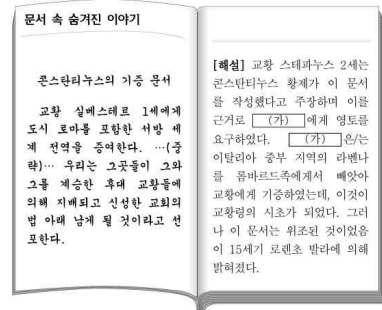 문서 속 숨겨진 이야기
콘스탄티누스의 기증 문서
교황 실베스테르 1세에게
도시 로마를 포함한 서방 세
계 전역을 증여한다. …(중
략)… 우리는 그곳들이 그와
그를 계승한 후대 교황들에
의해 지배되고 신성한 교회의
법 아래 남게 될 것이라고 선
포한다.
[해설] 교황 스테파누스 2세는
콘스탄티누스 황제가 이 문서
를 작성했다고 주장하며 이를
근거로 (가) 에게 영토를
요구하였다. (가) 은/는
이탈리아 중부 지역의 라벤나
를 롬바르드족에게서 빼앗아
교황에게 기증하였는데, 이것이
교황령의 시초가 되었다. 그러
나 이 문서는 위조된 것이었음
이 15세기 로렌초 발라에 의해
밝혀졌다.